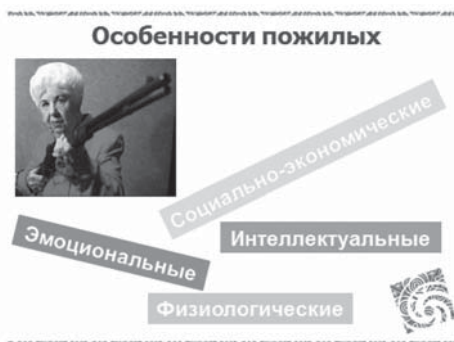 Особенности пожилых
Социально-экономические
Эмоциональные
Интеллектуальные
Физиологические